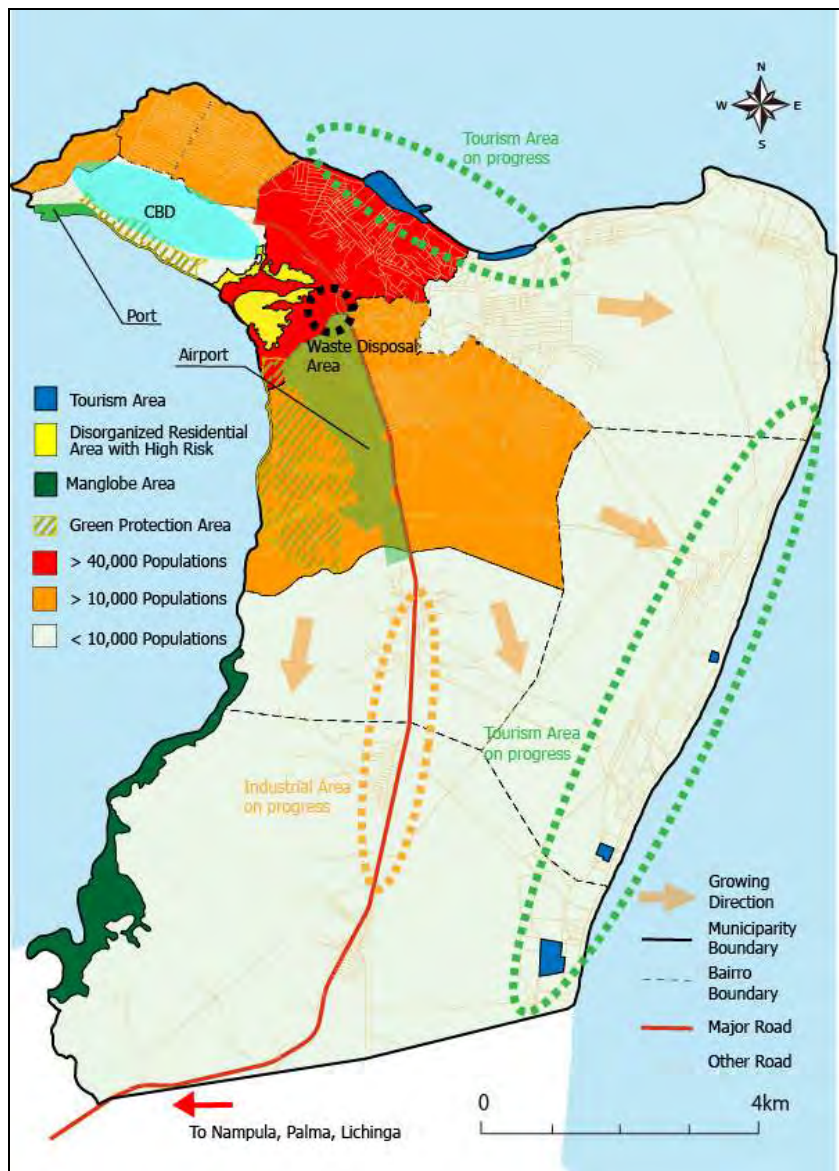 N
W
E
S
Tourism Area
on progress
CBD
Port
Waste Disposal
Area
Airport
Tourism Area
Disorganized Residential
Area with High Risk
Manglobe Area
Green Protection Area
> 40,000 Populations
> 10,000 Populations
< 10,000 Populations
Tourism Area
on progress
Industrial Area
on progress
Growing
Direction
Municiparity
Boundary
Bairro
Boundary
Major Road
Other Road
0
4km
To Nampula, Palma, Lichinga